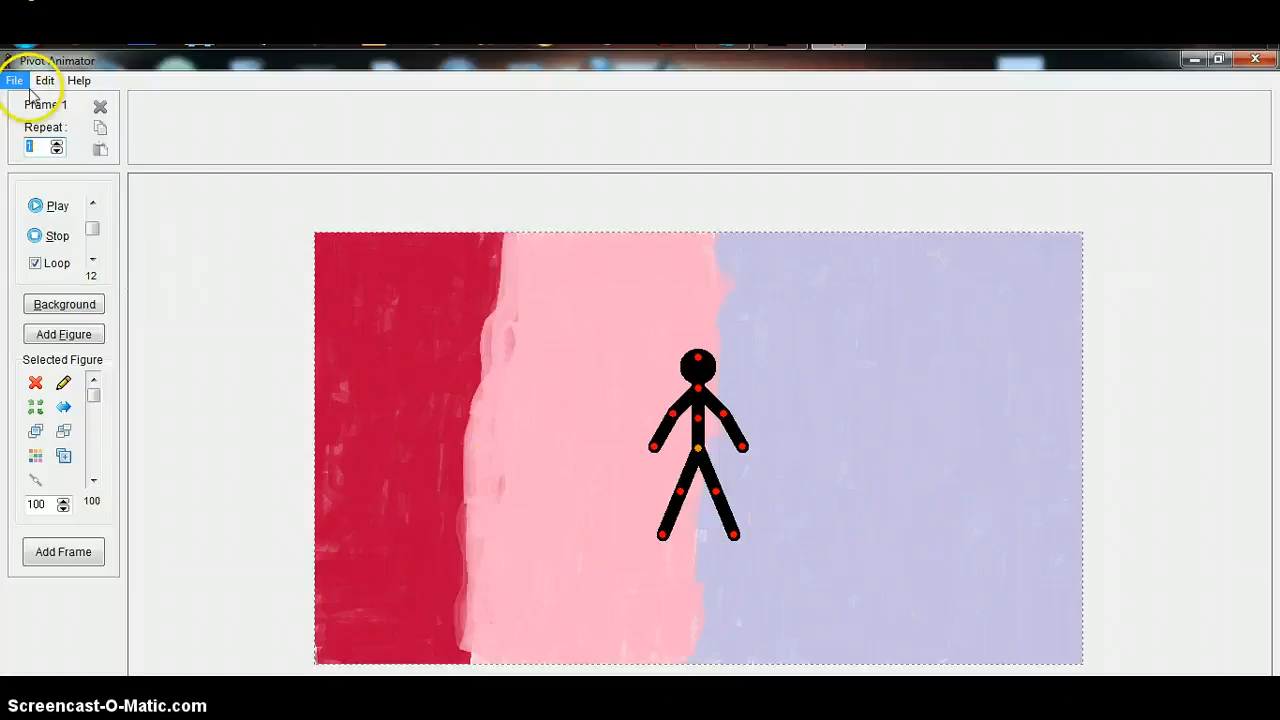 Pivot Animator
File Edit Help
Frame 1
Repeat :
1
Play
Stop
Loop
12
Background
Add Figure
Selected Figure
100
100
Add Frame
Screencast-O-Matic.com